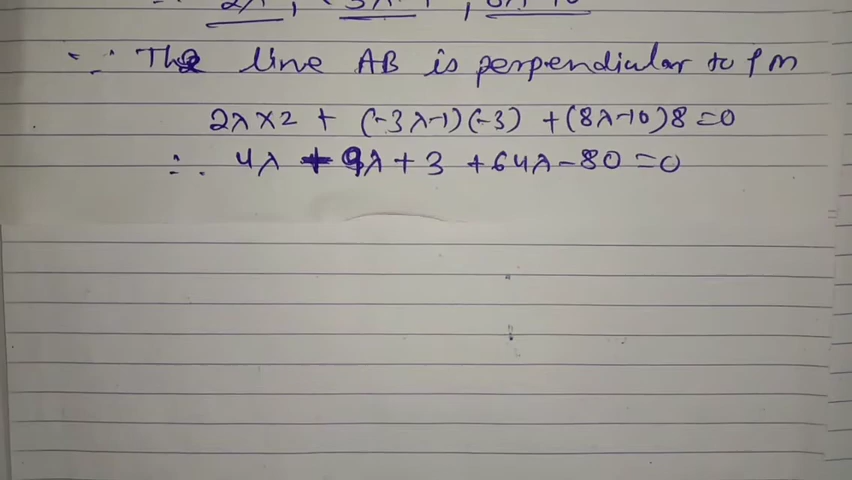 ∵ The line AB is perpendicular to PM
2λ×2 + (-3λ-1)(-3) +(8λ-10)8=0
∴ 4λ + 9λ+3 +64λ-80=0